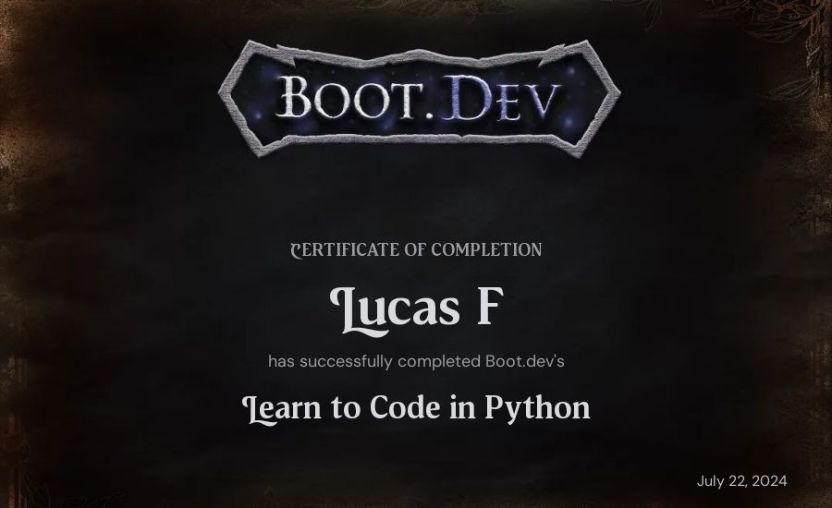 BOOT.DEV
CERTIFICATE OF COMPLETION
Lucas F
has successfully completed Boot.dev's
Learn to Code in Python
July 22, 2024